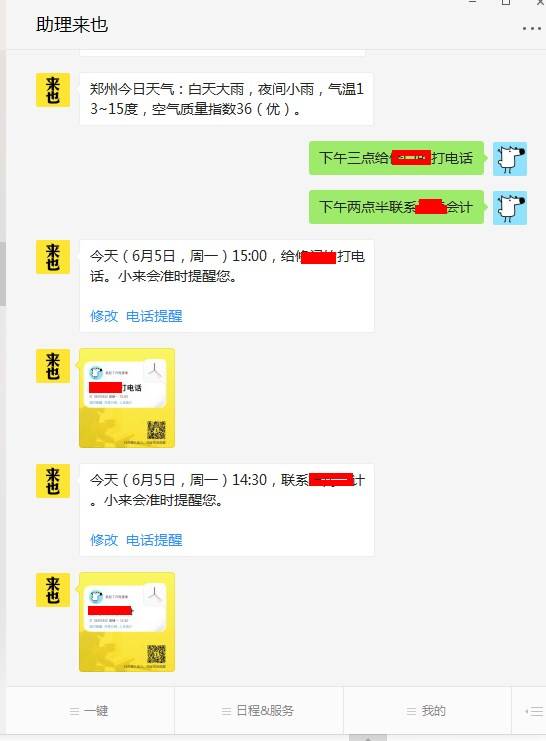 助理来也
来也
郑州今日天气：白天大雨，夜间小雨，气温1
3~15度，空气质量指数36（优）。
下午三点给 打电话
下午两点半联系 会计
来也
今天（6月5日，周一）15:00，给 打电
话。小来会准时提醒您。
修改 电话提醒
来也
打电话
来也
今天（6月5日，周一）14:30，联系 计
。小来会准时提醒您。
修改 电话提醒
来也
一键
日程&服务
我的